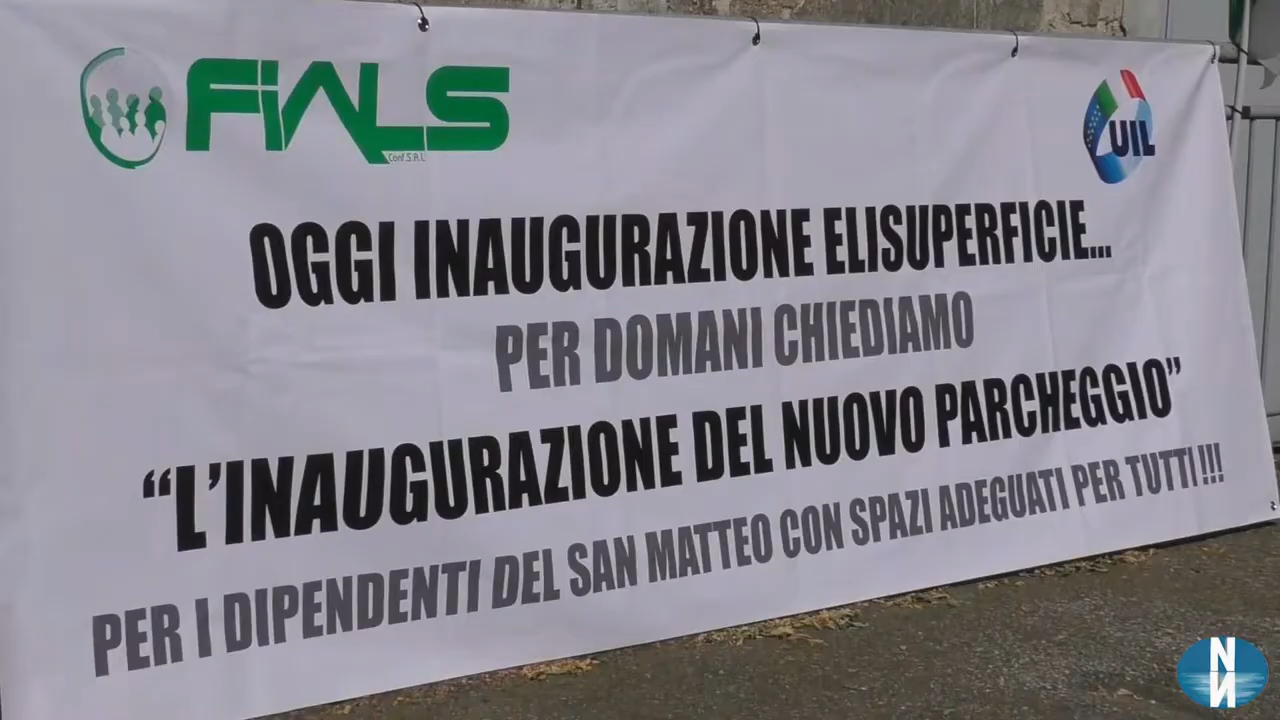 FIALS
Conf.S.A.L.
UIL
OGGI INAUGURAZIONE ELISUPERFICIE...
PER DOMANI CHIEDIAMO
“L'INAUGURAZIONE DEL NUOVO PARCHEGGIO”
PER I DIPENDENTI DEL SAN MATTEO CON SPAZI ADEGUATI PER TUTTI!!!
N
N